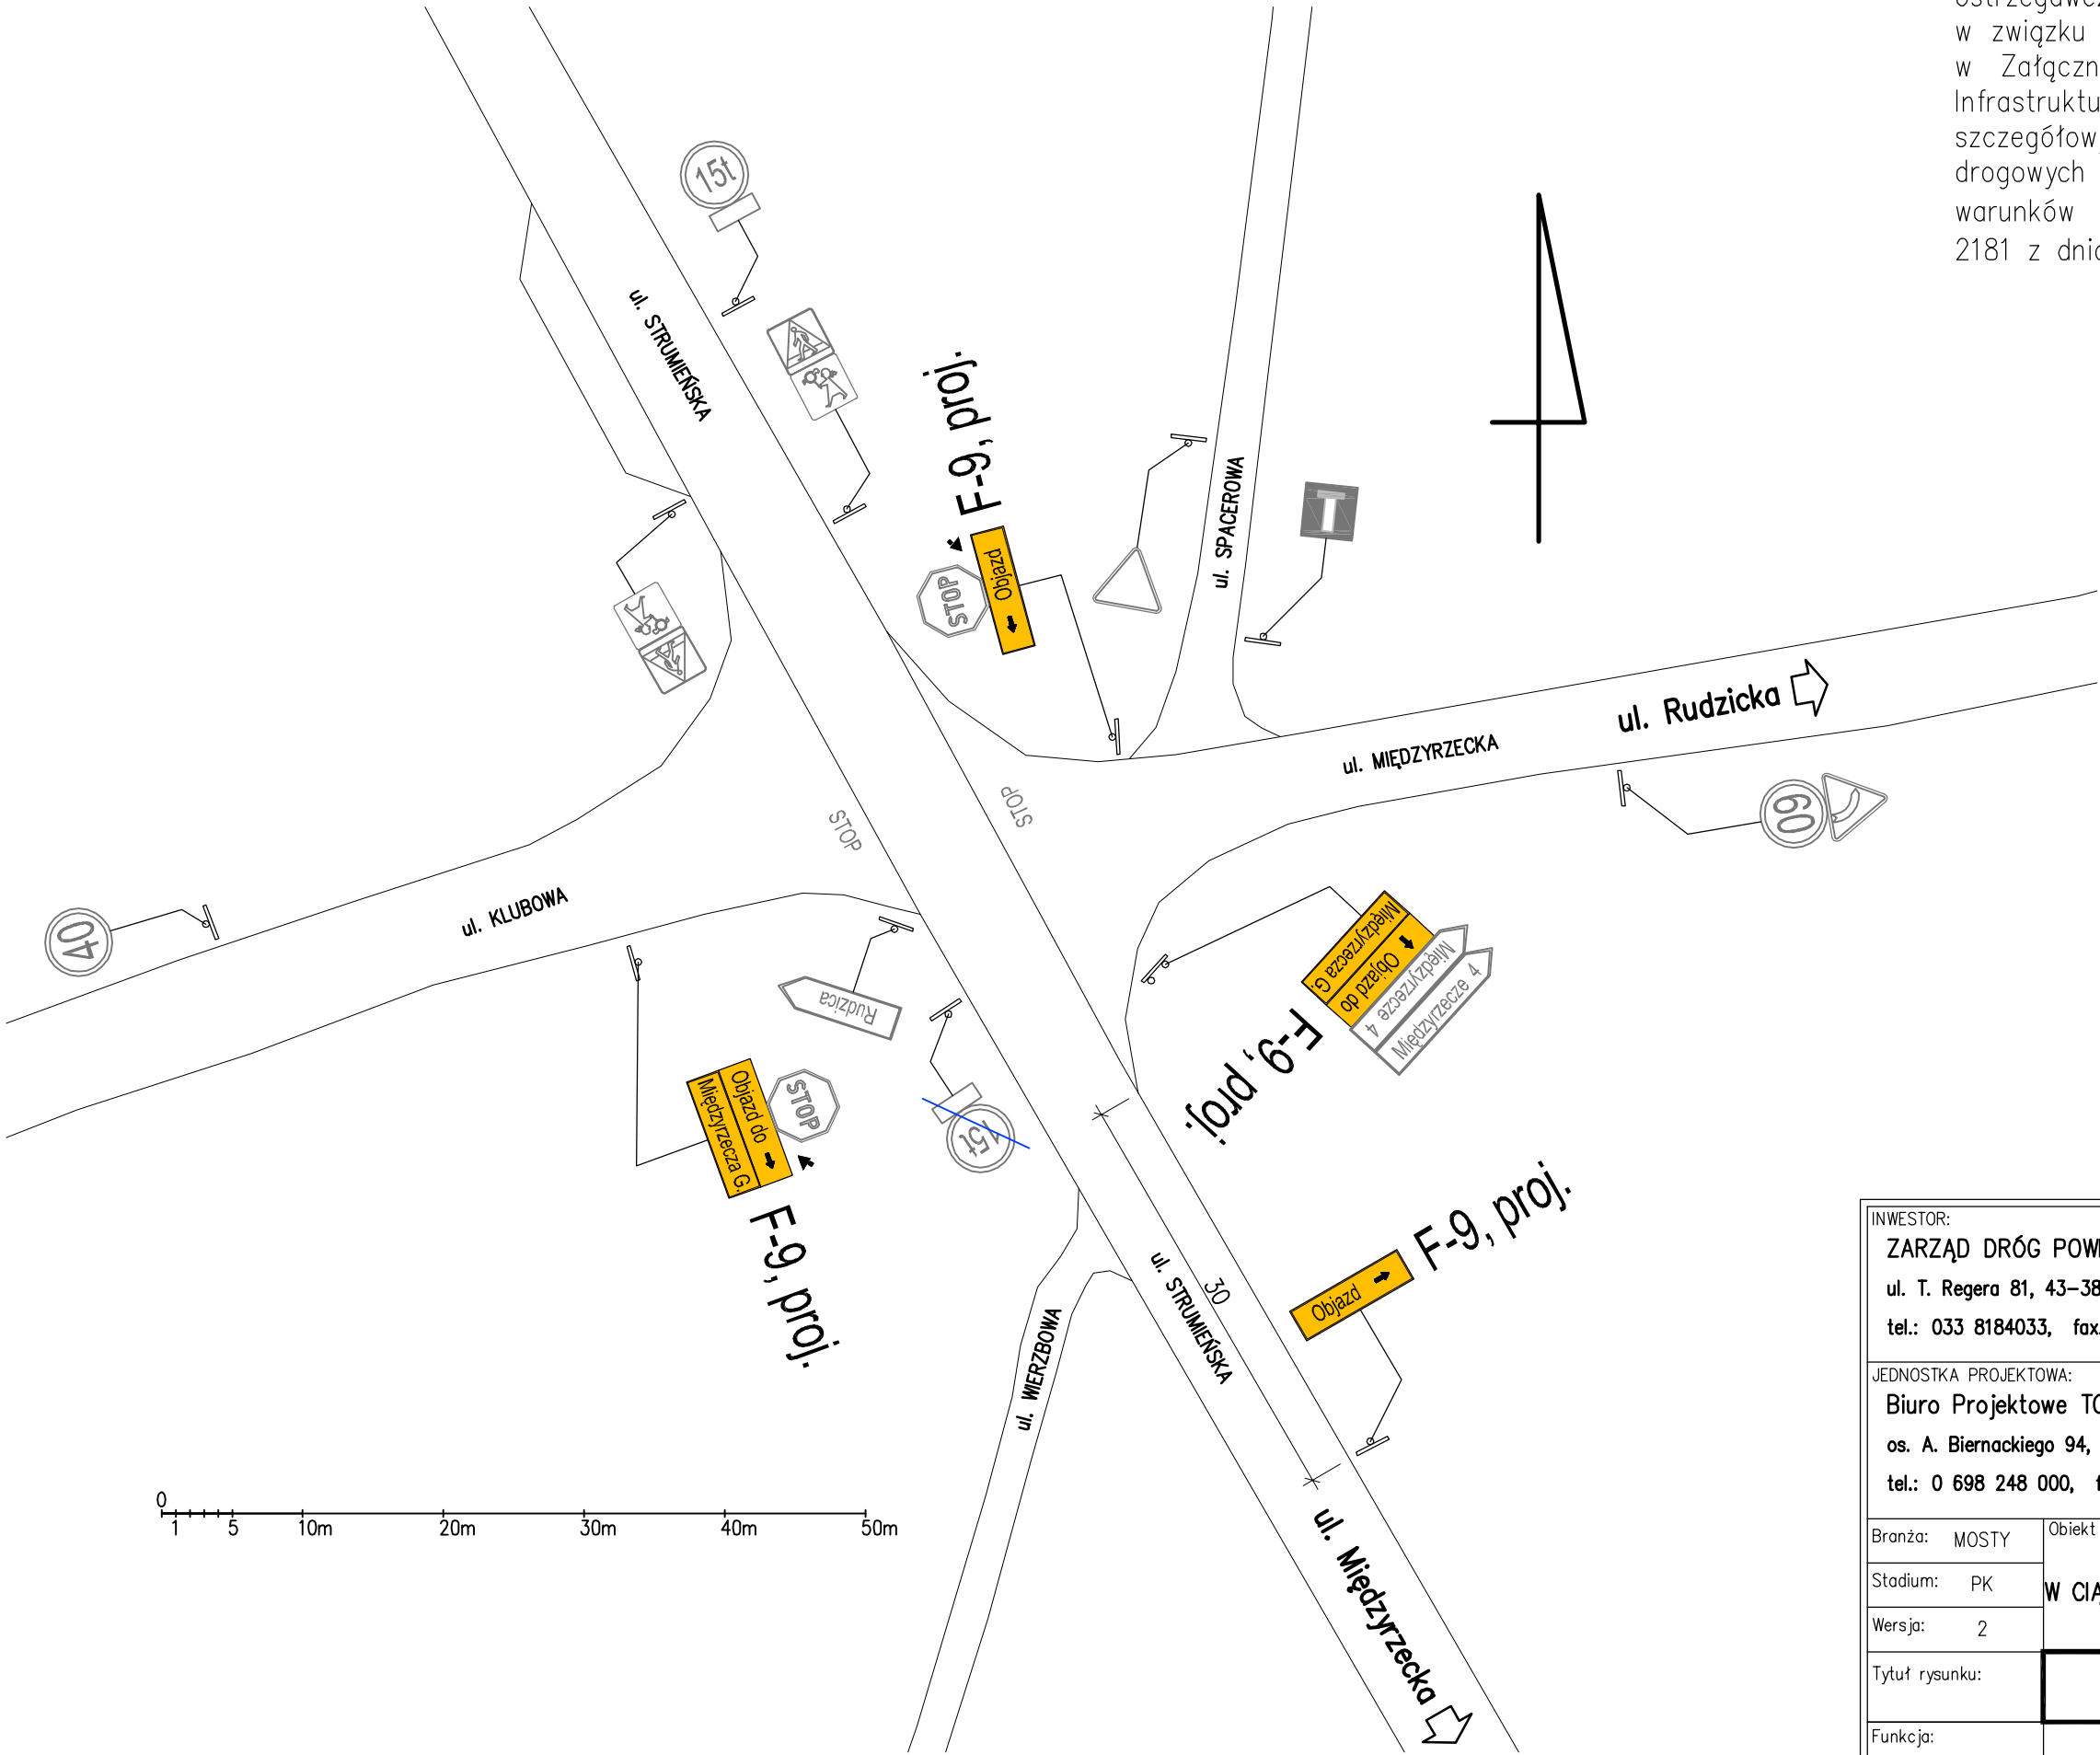 w związku
w Załączn
Infrastruktu
szczegółow
drogowych
warunków
2181 z dnia
15t
ul. STRUMIEŃSKA
F-9, proj.
STOP
Objazd
ul. SPACEROWA
T
ul. Rudzicka
ul. MIĘDZYRZECKA
60
STOP
STOP
40
ul. KLUBOWA
Rudzica
Międzyrzecza G.
Objazd do
Międzyrzecze 4
Międzyrzecze 4
F-9, proj.
Objazd do
Międzyrzecza G.
STOP
F-9, proj.
15t
ul. WIERZBOWA
30
ul. STRUMIEŃSKA
Objazd
F-9, proj.
ul. Międzyrzecka
0
1 5 10m 20m 30m 40m 50m
INWESTOR:
ZARZĄD DRÓG POW
ul. T. Regera 81, 43-38
tel.: 033 8184033, fax.
JEDNOSTKA PROJEKTOWA:
Biuro Projektowe TO
os. A. Biernackiego 94,
tel.: 0 698 248 000, f
Branża: MOSTY
Obiekt
Stadium: PK
W CIĄ
Wersja: 2
Tytuł rysunku:
Funkcja: